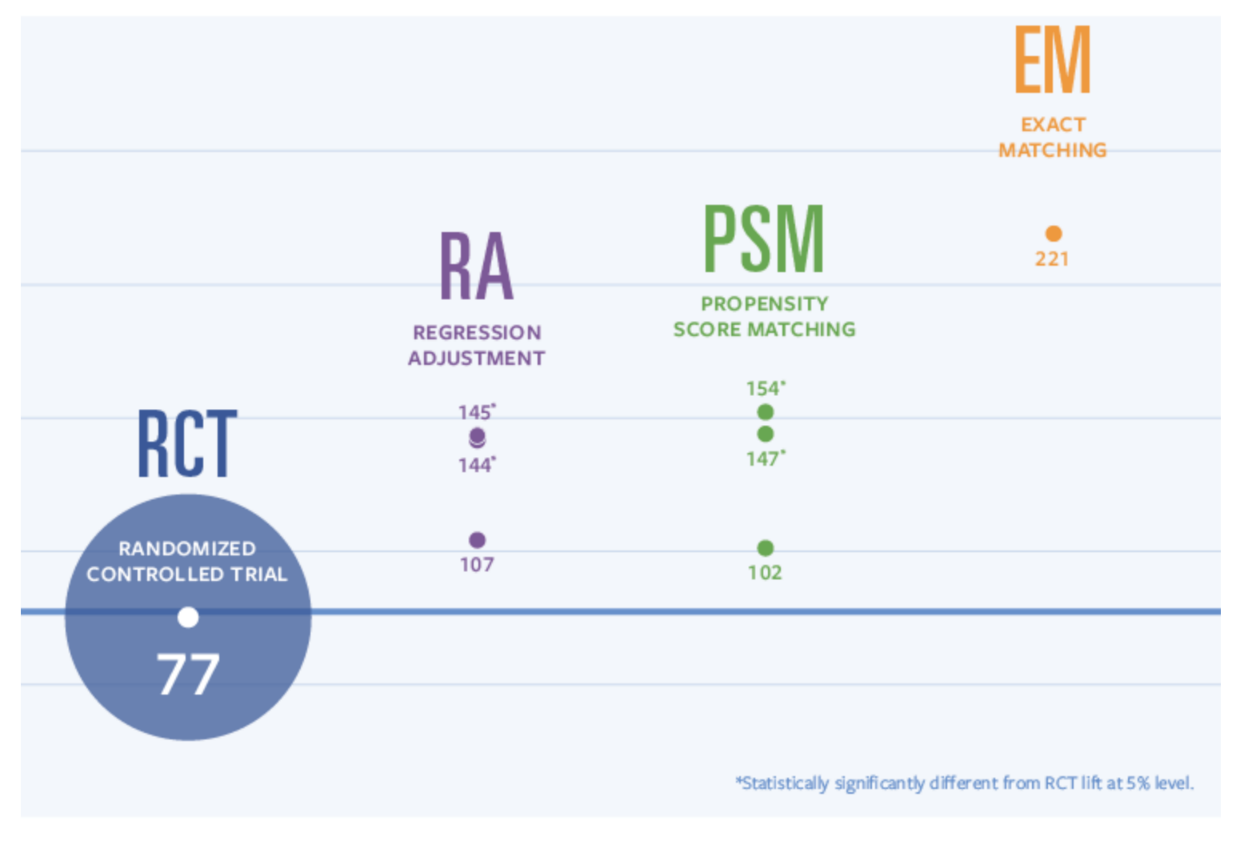 EM
EXACT
MATCHING
221
PSM
PROPENSITY
SCORE MATCHING
154*
147*
102
RA
REGRESSION
ADJUSTMENT
145*
144*
107
RCT
RANDOMIZED
CONTROLLED TRIAL
77
*Statistically significantly different from RCT lift at 5% level.